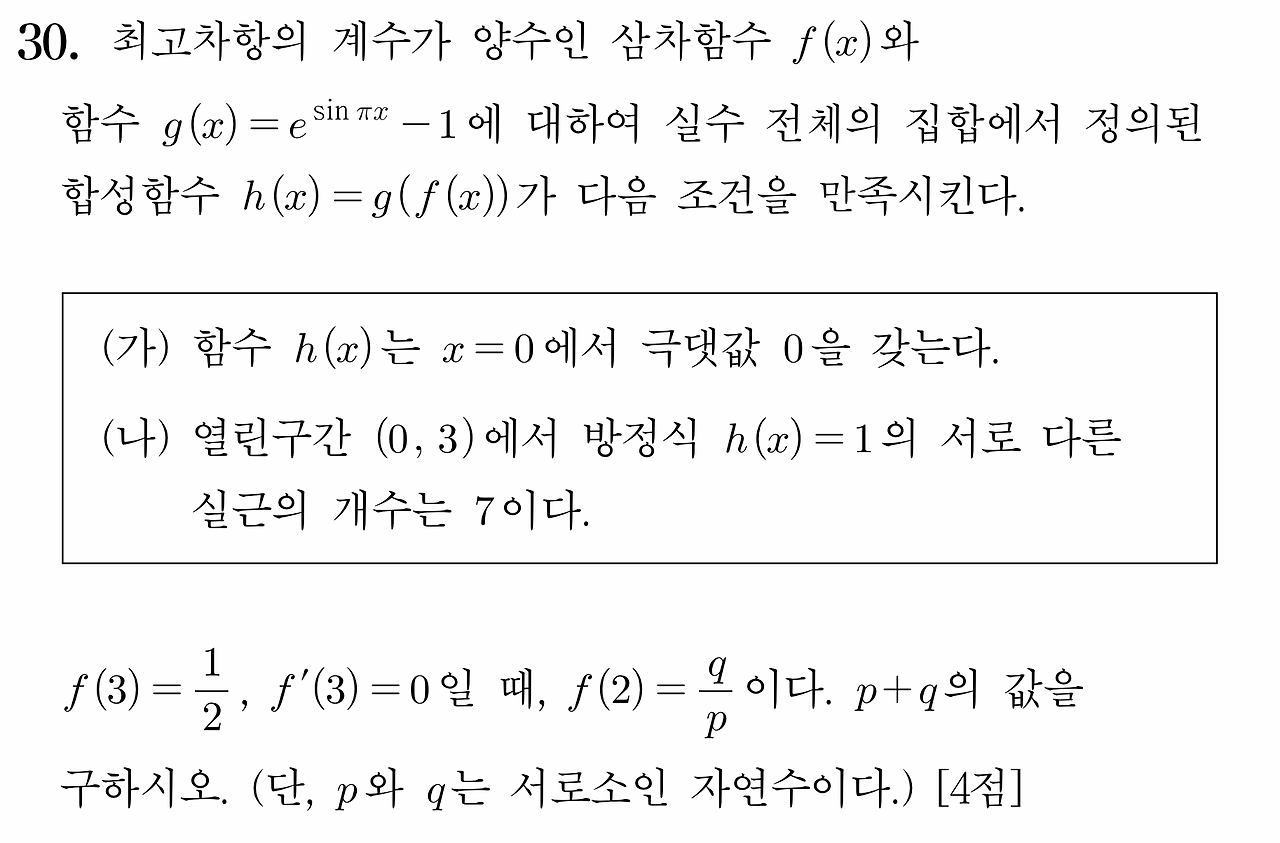 30. 최고차항의 계수가 양수인 삼차함수 f(x)와
함수 g(x)=e^{sin πx}−1에 대하여 실수 전체의 집합에서 정의된
합성함수 h(x)=g(f(x))가 다음 조건을 만족시킨다.
(가) 함수 h(x)는 x=0에서 극댓값 0을 갖는다.
(나) 열린구간 (0, 3)에서 방정식 h(x)=1의 서로 다른
실근의 개수는 7이다.
f(3)=1/2, f′(3)=0일 때, f(2)=q/p이다. p+q의 값을
구하시오. (단, p와 q는 서로소인 자연수이다.) [4점]